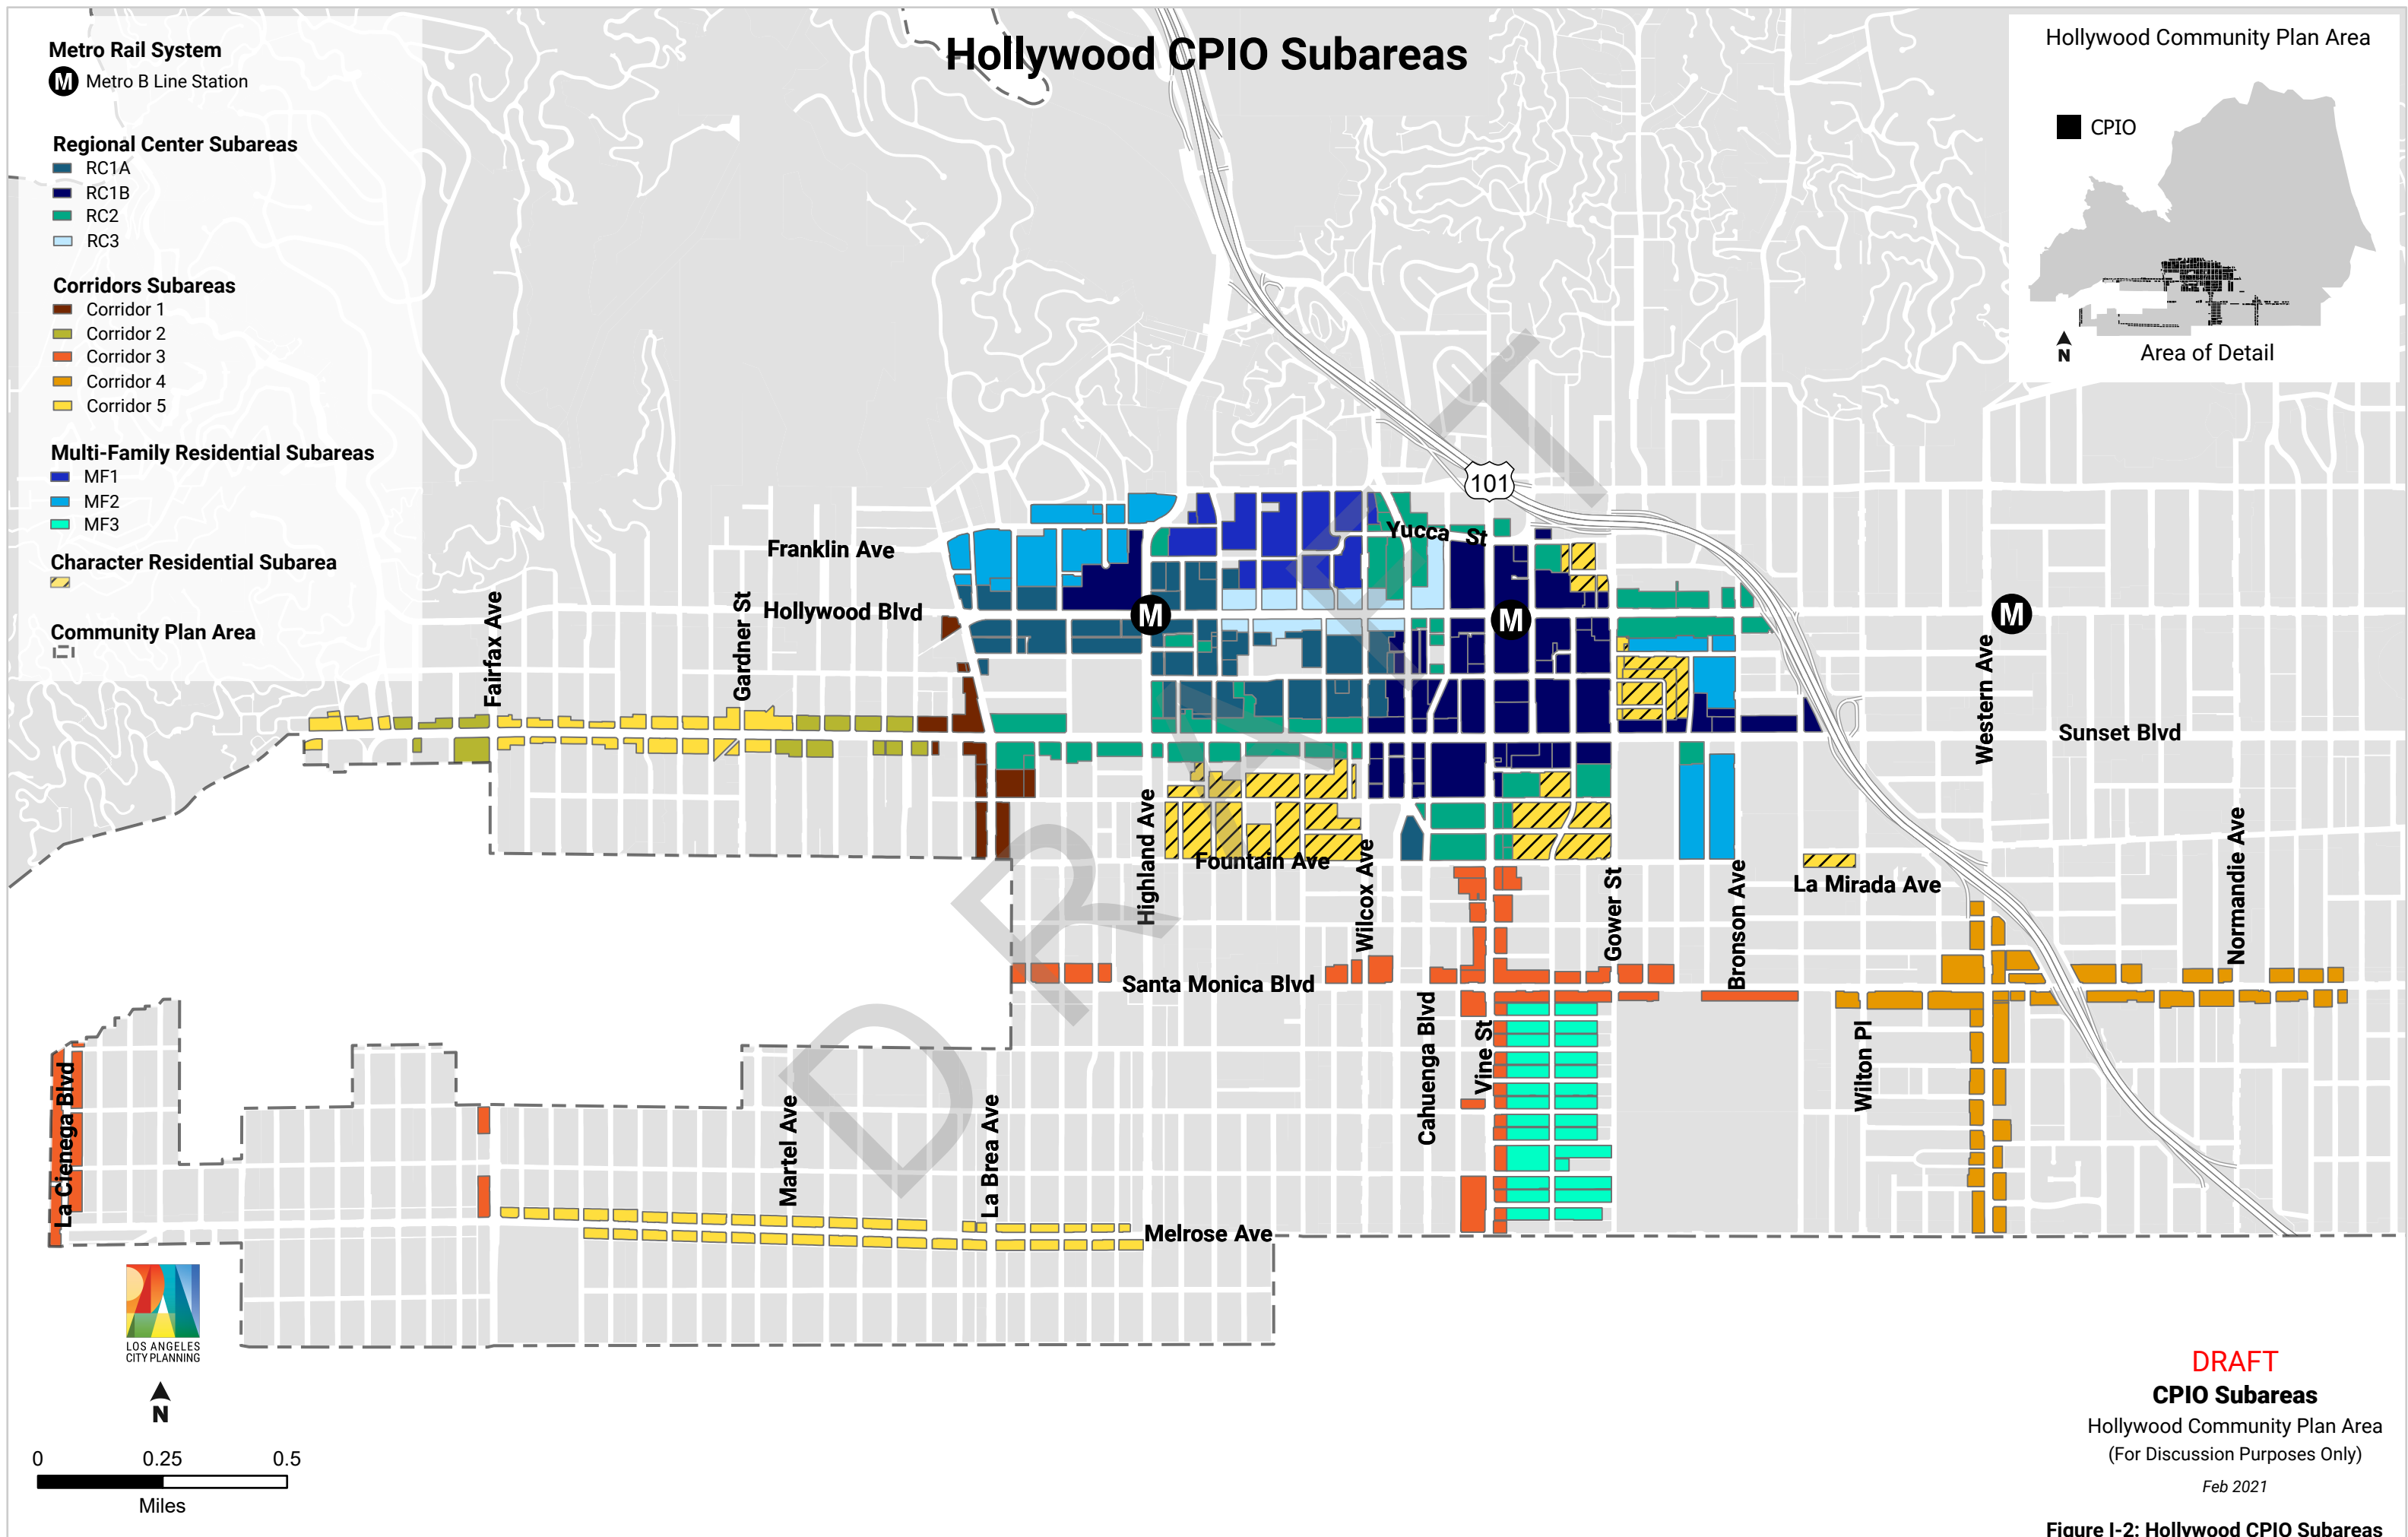 Hollywood CPIO Subareas
Metro Rail System
M Metro B Line Station
Regional Center Subareas
RC1A
RC1B
RC2
RC3
Corridors Subareas
Corridor 1
Corridor 2
Corridor 3
Corridor 4
Corridor 5
Multi-Family Residential Subareas
MF1
MF2
MF3
Character Residential Subarea
Community Plan Area
Hollywood Community Plan Area
CPIO
N
Area of Detail
101
Yucca St
Franklin Ave
Hollywood Blvd
M
M
M
Fairfax Ave
Gardner St
Western Ave
Sunset Blvd
Highland Ave
Fountain Ave
Wilcox Ave
Gower St
Bronson Ave
La Mirada Ave
Normandie Ave
Santa Monica Blvd
Cahuenga Blvd
Vine St
Wilton Pl
La Cienega Blvd
Martel Ave
La Brea Ave
Melrose Ave
DRAFT
LOS ANGELES
CITY PLANNING
N
0 0.25 0.5
Miles
DRAFT
CPIO Subareas
Hollywood Community Plan Area
(For Discussion Purposes Only)
Feb 2021
Figure I-2: Hollywood CPIO Subareas